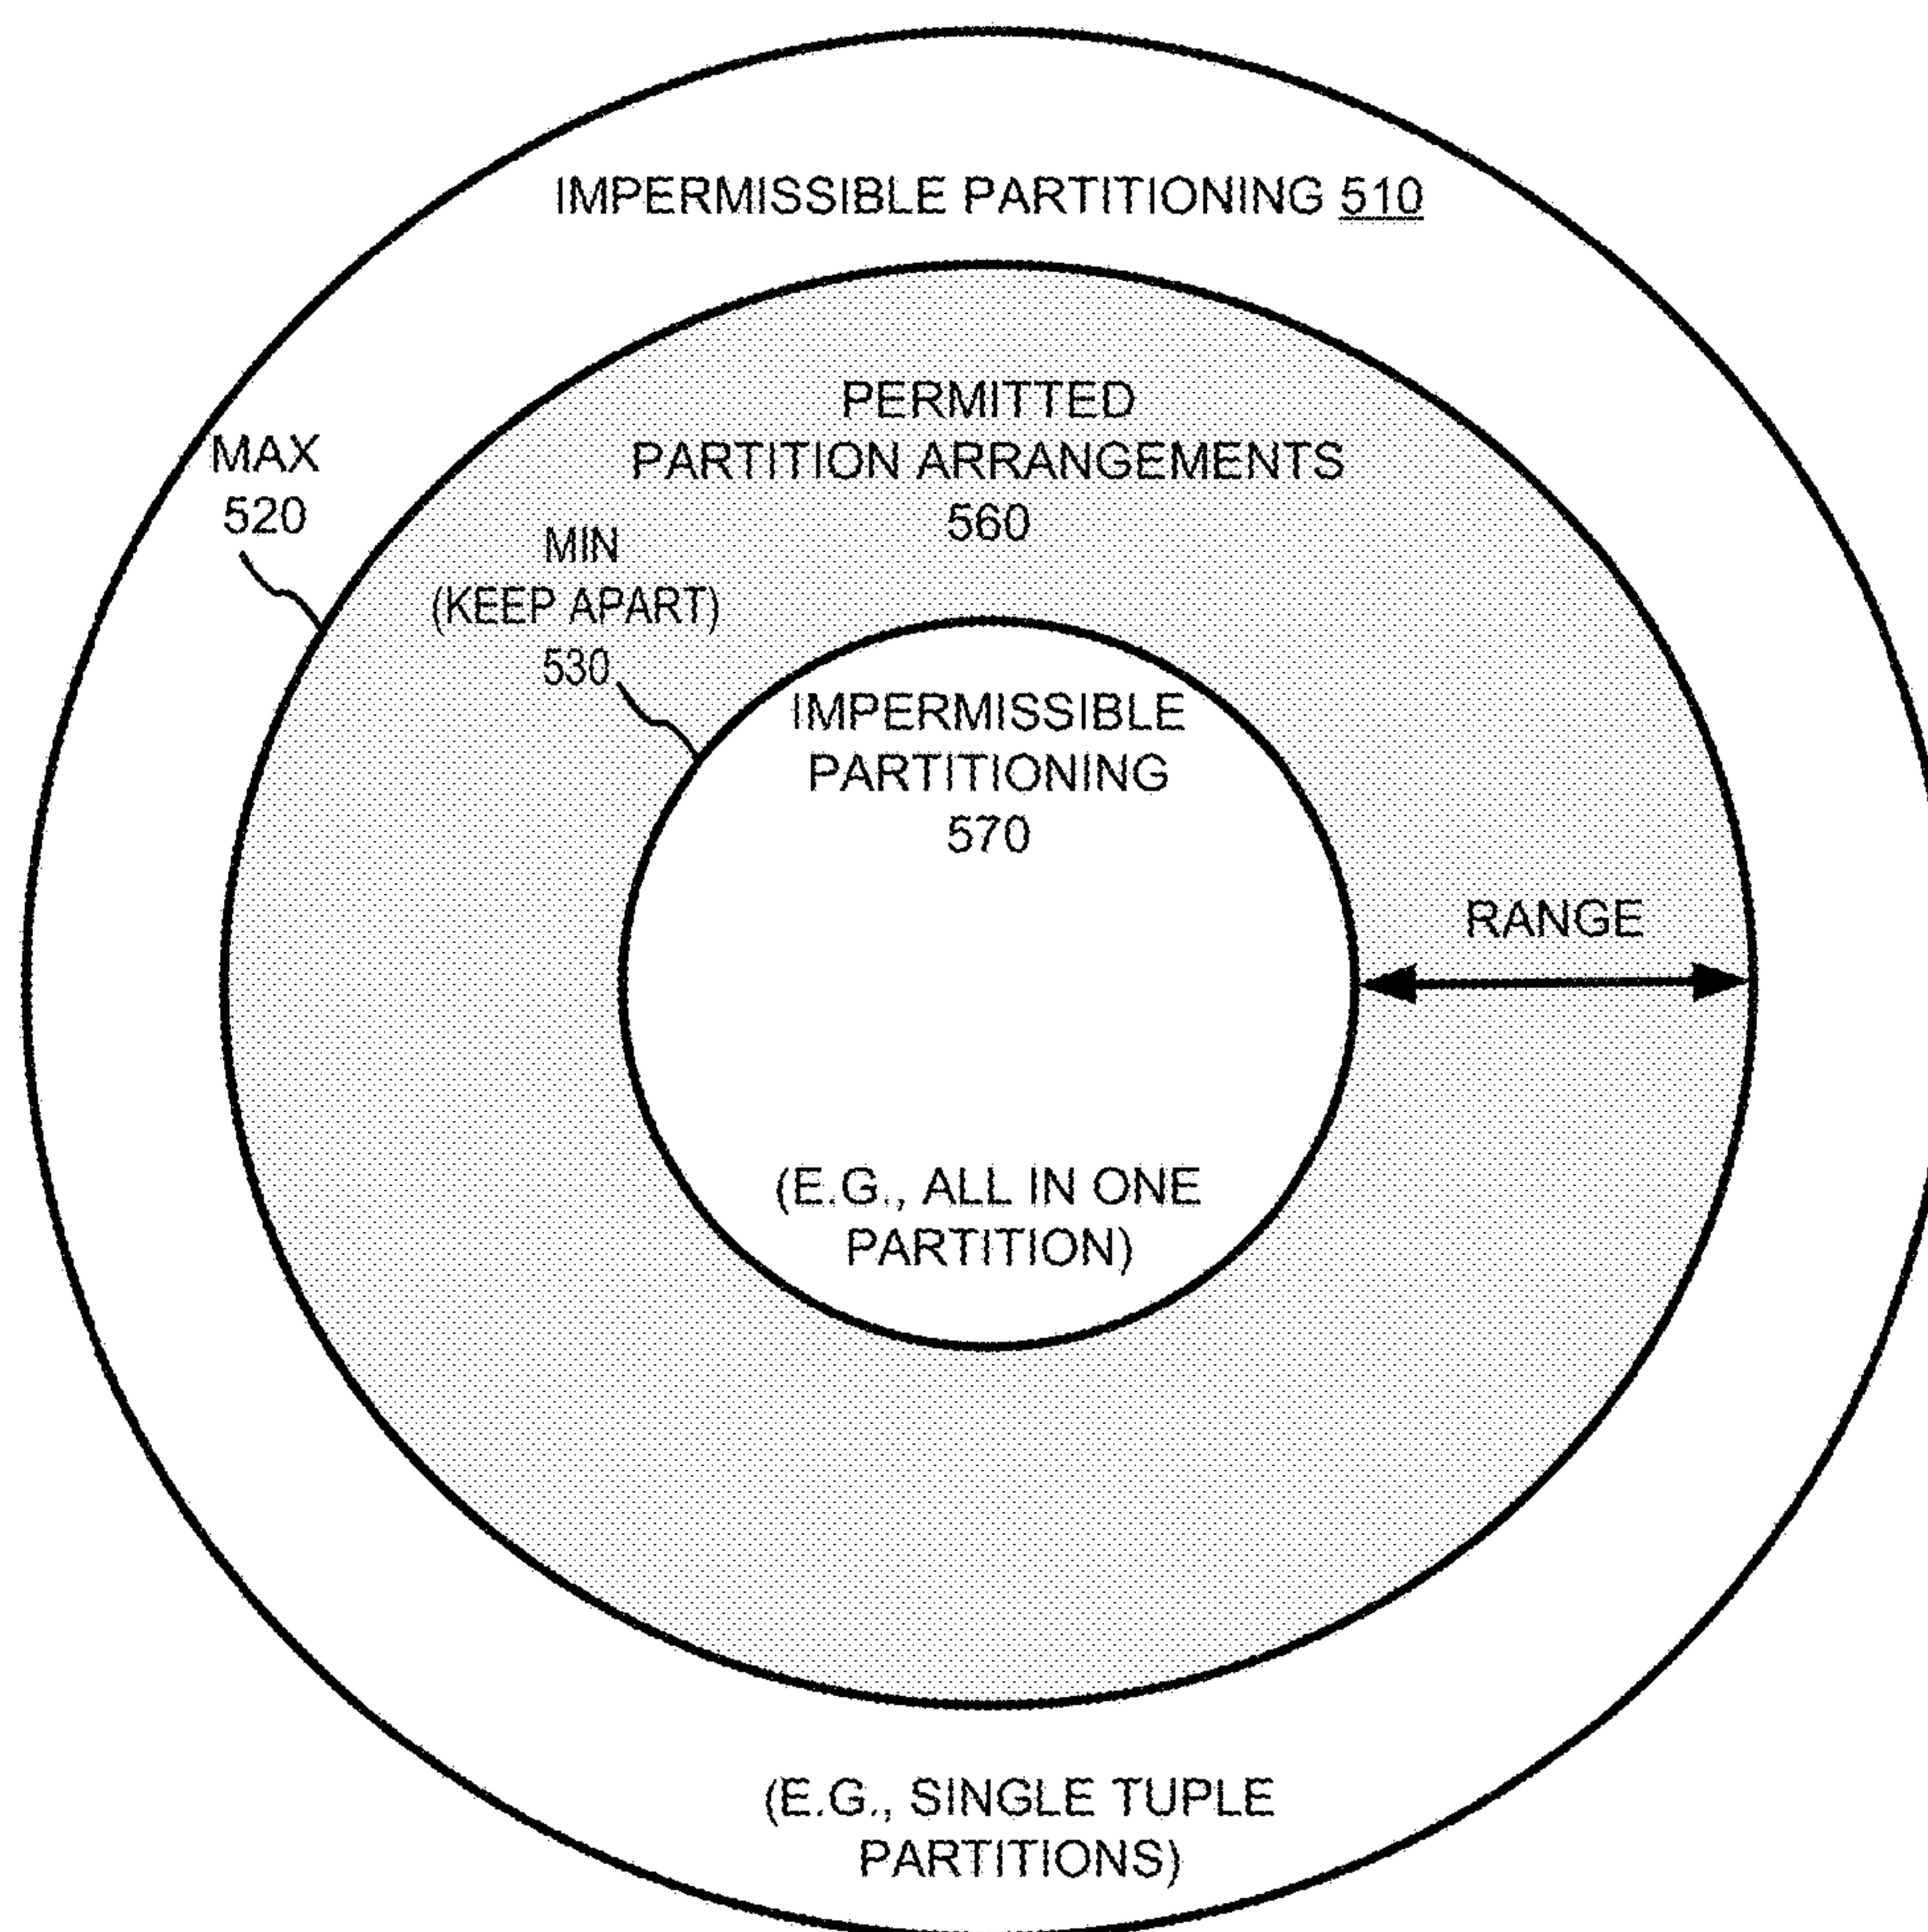 IMPERMISSIBLE PARTITIONING 510
PERMITTED
PARTITION ARRANGEMENTS
560
MAX
520
MIN
(KEEP APART)
530
IMPERMISSIBLE
PARTITIONING
570
RANGE
(E.G., ALL IN ONE
PARTITION)
(E.G., SINGLE TUPLE
PARTITIONS)